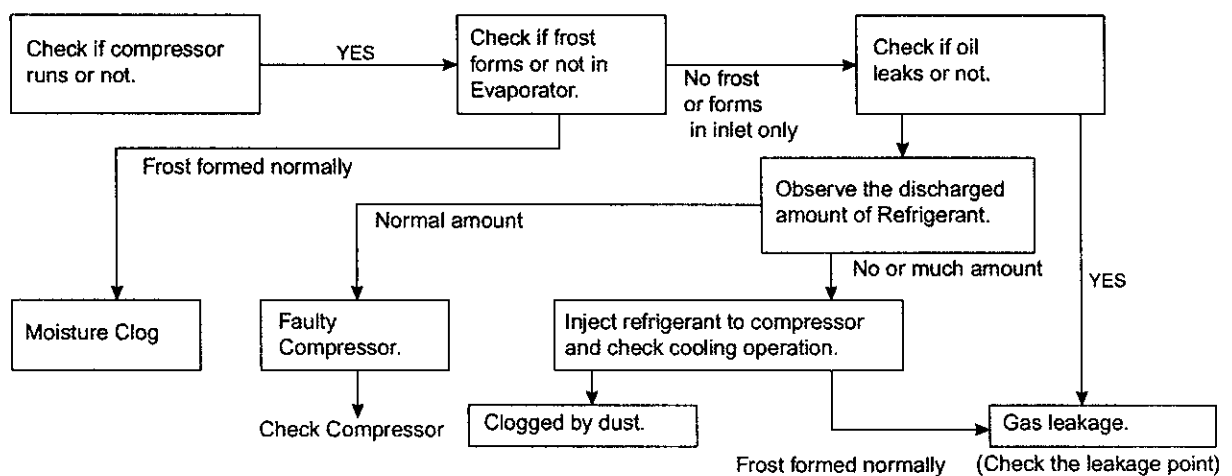 Check if compressor
runs or not.
YES
Check if frost
forms or not in
Evaporator.
No frost
or forms
in inlet only
Check if oil
leaks or not.
Frost formed normally
Observe the discharged
amount of Refrigerant.
Normal amount
No or much amount
YES
Moisture Clog
Faulty
Compressor.
Inject refrigerant to compressor
and check cooling operation.
Check Compressor
Clogged by dust.
Gas leakage.
Frost formed normally
(Check the leakage point)